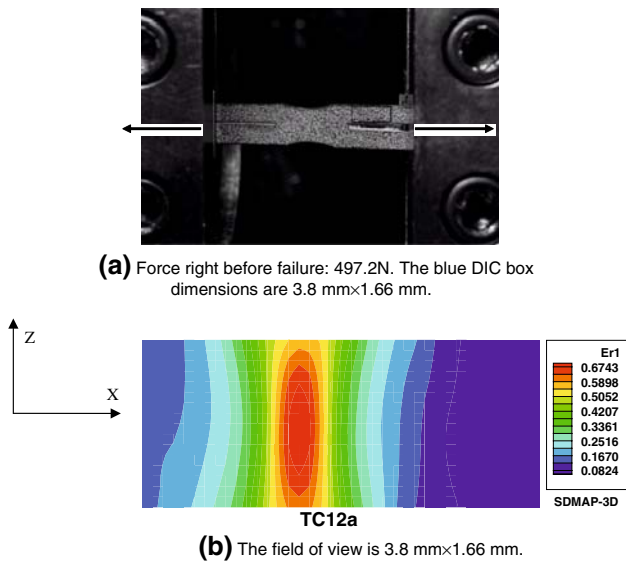 (a) Force right before failure: 497.2N. The blue DIC box
dimensions are 3.8 mm×1.66 mm.
Z
X
Er1
0.6743
0.5898
0.5052
0.4207
0.3361
0.2516
0.1670
0.0824
SDMAP-3D
TC12a
(b) The field of view is 3.8 mm×1.66 mm.